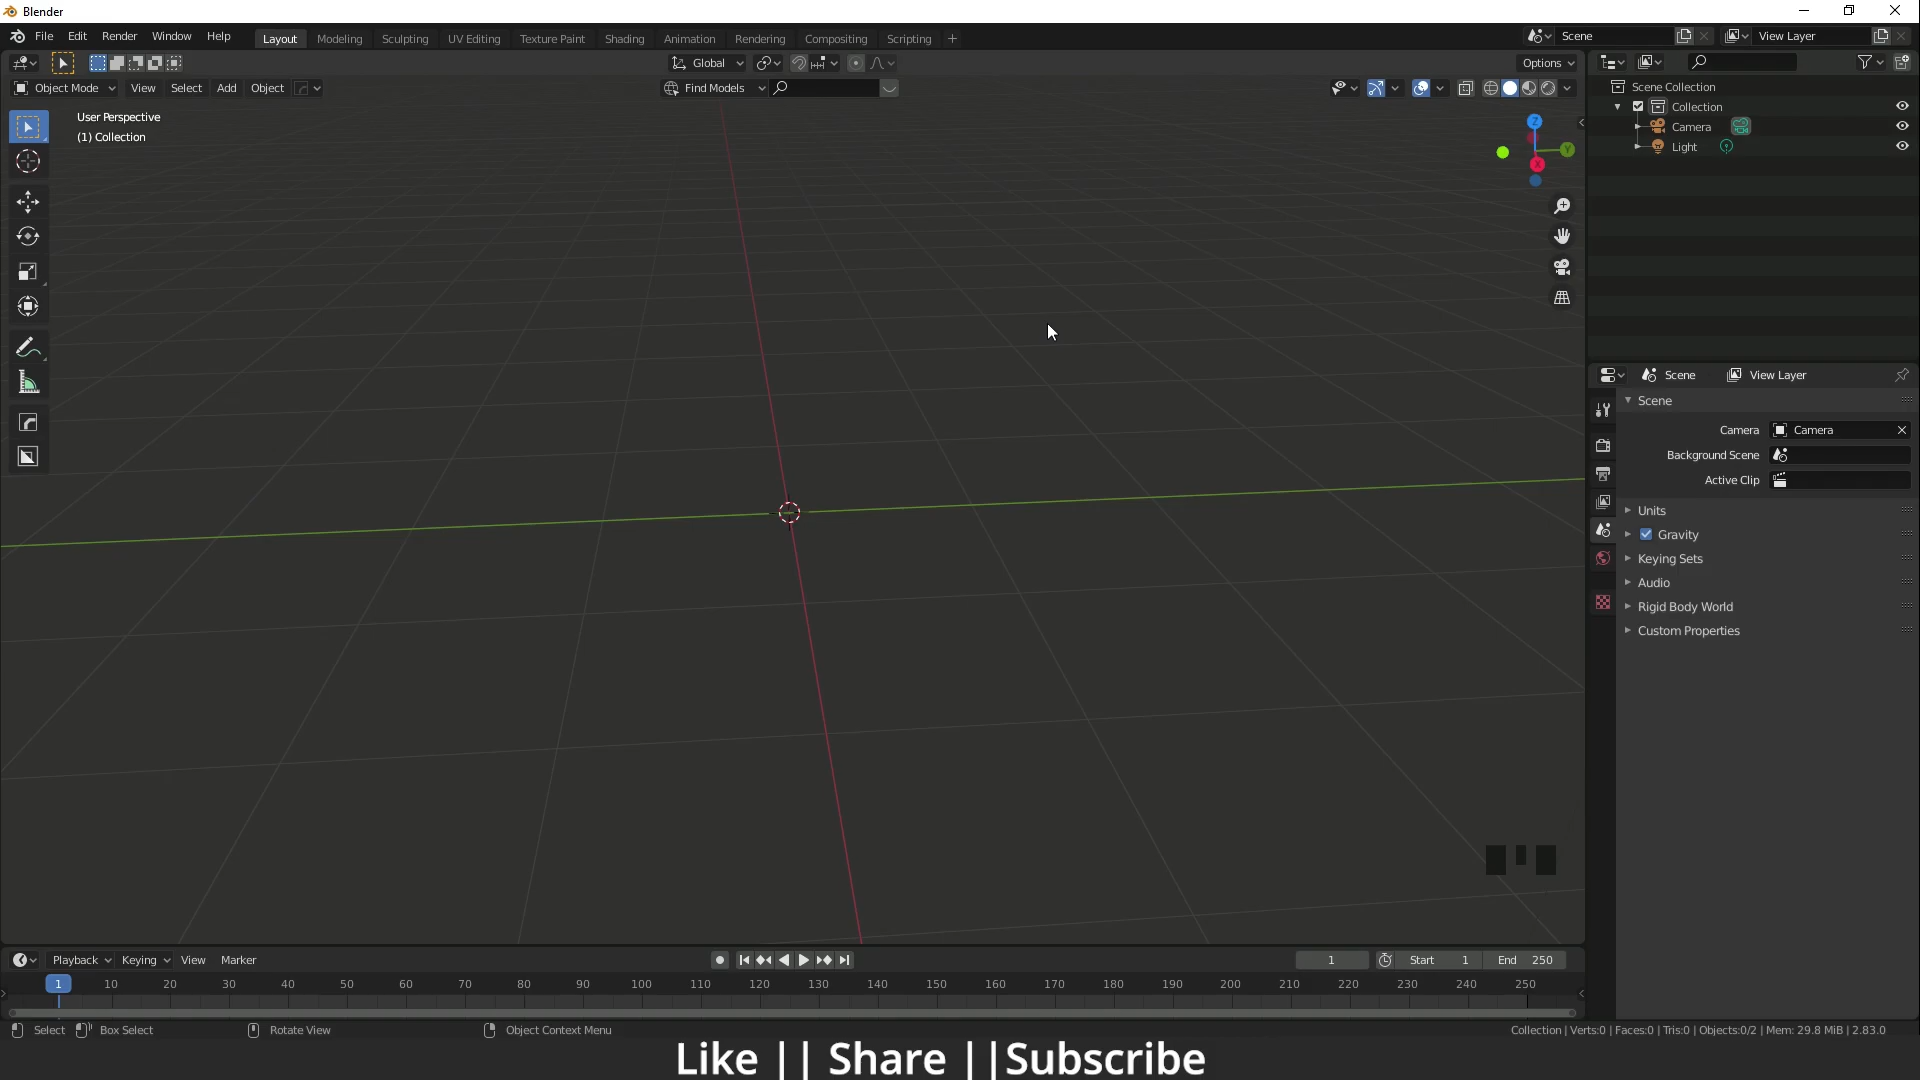 Blender
File Edit Render Window Help Layout Modeling Sculpting UV Editing Texture Paint Shading Animation Rendering Compositing Scripting + Scene View Layer
Global Options
Object Mode View Select Add Object Find Models
User Perspective
(1) Collection
Z
Y
X
Scene Collection
Collection
Camera
Light
Scene View Layer
Scene
Camera Camera
Background Scene
Active Clip
Units
Gravity
Keying Sets
Audio
Rigid Body World
Custom Properties
Playback Keying View Marker 1 Start 1 End 250
1 10 20 30 40 50 60 70 80 90 100 110 120 130 140 150 160 170 180 190 200 210 220 230 240 250
Select Box Select Rotate View Object Context Menu Collection | Verts:0 | Faces:0 | Tris:0 | Objects:0/2 | Mem: 29.8 MiB | 2.83.0
Like || Share ||Subscribe